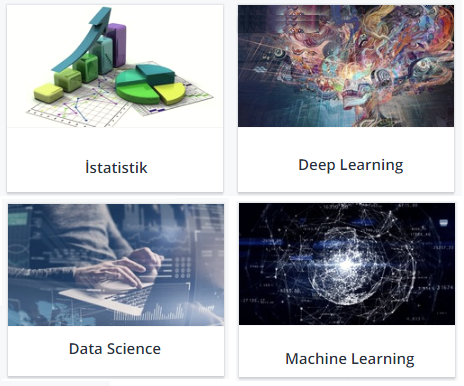 İstatistik
Deep Learning
Data Science
Machine Learning